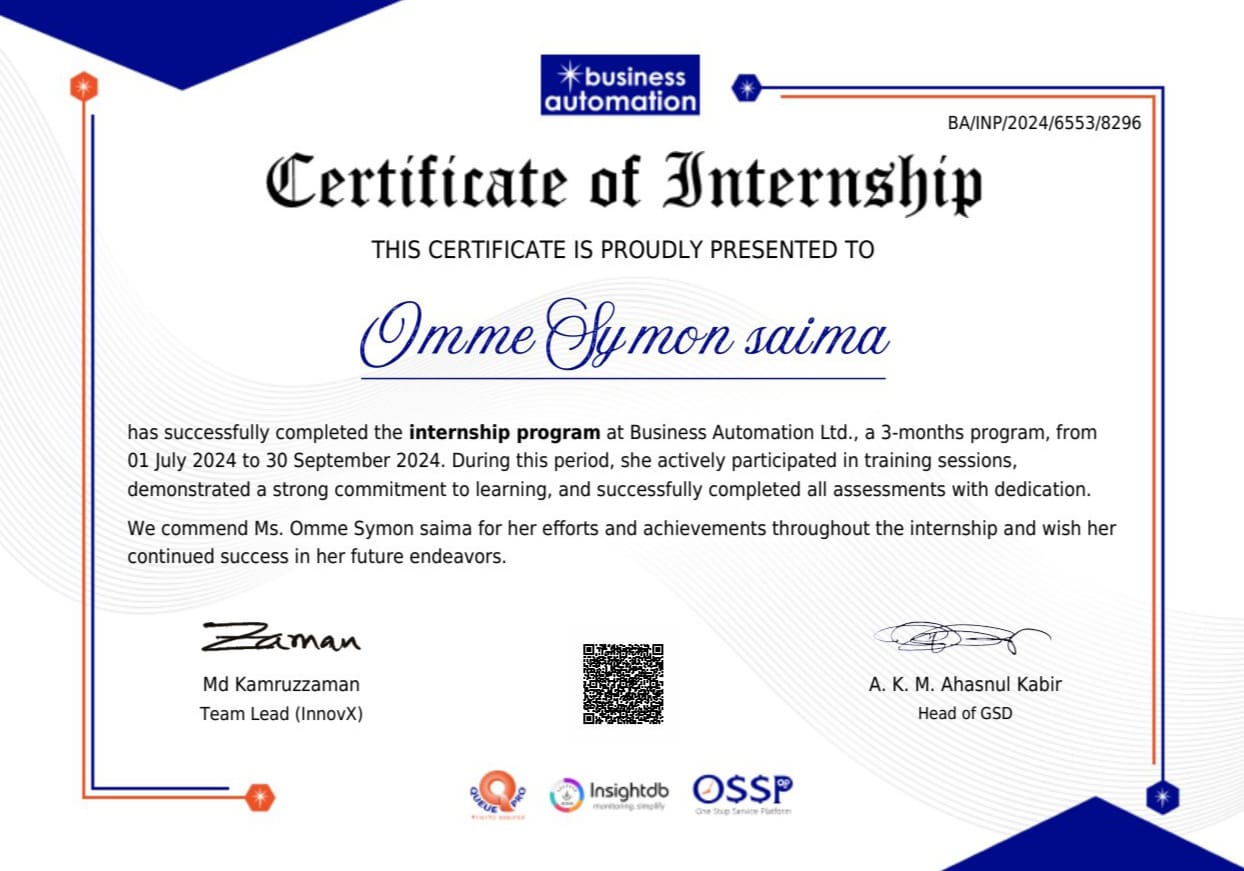 business
automation
BA/INP/2024/6553/8296
Certificate of Internship
THIS CERTIFICATE IS PROUDLY PRESENTED TO
Omme Symon saima
has successfully completed the internship program at Business Automation Ltd., a 3-months program, from
01 July 2024 to 30 September 2024. During this period, she actively participated in training sessions,
demonstrated a strong commitment to learning, and successfully completed all assessments with dedication.
We commend Ms. Omme Symon saima for her efforts and achievements throughout the internship and wish her
continued success in her future endeavors.
Zaman
Md Kamruzzaman
Team Lead (InnovX)
A. K. M. Ahasnul Kabir
Head of GSD
QUEUE PRO
Insightdb
monitoring, simplify
OSSP
One Stop Service Platform